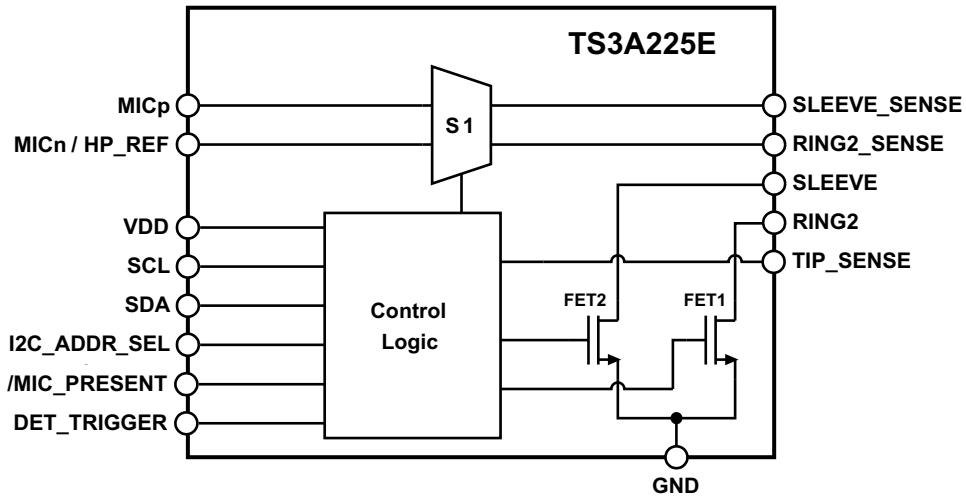 TS3A225E
MICp
MICn / HP_REF
S1
SLEEVE_SENSE
RING2_SENSE
SLEEVE
RING2
TIP_SENSE
VDD
SCL
SDA
I2C_ADDR_SEL
/MIC_PRESENT
DET_TRIGGER
Control
Logic
FET2
FET1
GND